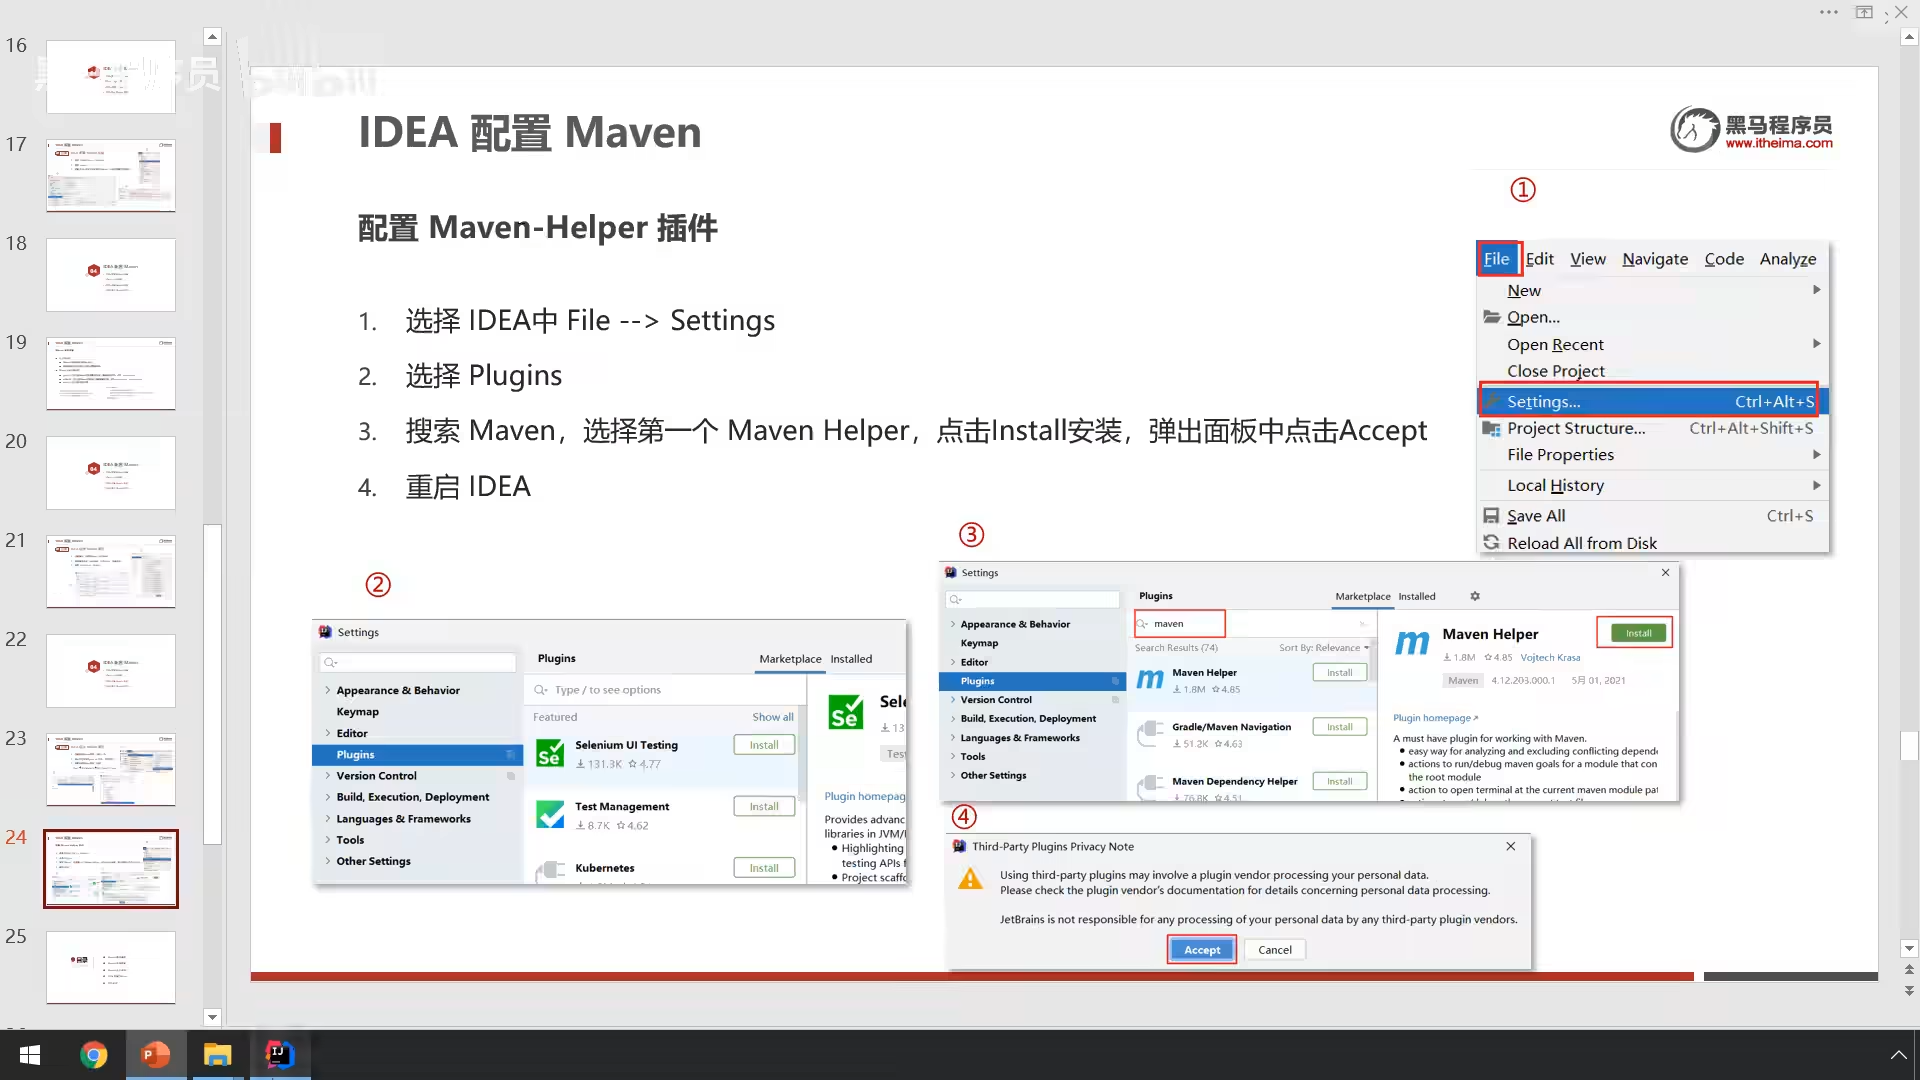 16
17
18
19
20
21
22
23
24
25
IDEA 配置 Maven
黑马程序员
www.itheima.com
配置 Maven-Helper 插件
1. 选择 IDEA中 File --> Settings
2. 选择 Plugins
3. 搜索 Maven，选择第一个 Maven Helper，点击Install安装，弹出面板中点击Accept
4. 重启 IDEA
①
File Edit View Navigate Code Analyze
New
Open...
Open Recent
Close Project
Settings... Ctrl+Alt+S
Project Structure... Ctrl+Alt+Shift+S
File Properties
Local History
Save All Ctrl+S
Reload All from Disk
②
Settings
Plugins
Marketplace Installed
Appearance & Behavior
Keymap
Editor
Plugins
Version Control
Build, Execution, Deployment
Languages & Frameworks
Tools
Other Settings
Type / to see options
Featured Show all
Selenium UI Testing Install
131.3K 4.77
Test Management Install
8.7K 4.62
Kubernetes Install
Sele
13
Plugin homepag
Provides advanc
libraries in JVM/
Highlighting
testing APIs f
Project scaffo
③
Settings
Plugins
Marketplace Installed
Appearance & Behavior
Keymap
Editor
Plugins
Version Control
Build, Execution, Deployment
Languages & Frameworks
Tools
Other Settings
maven
Search Results (74) Sort By: Relevance
Maven Helper Install
1.8M 4.85
Gradle/Maven Navigation Install
51.2K 4.63
Maven Dependency Helper Install
76.8K 4.51
Maven Helper Install
1.8M 4.85 Vojtech Krasa
Maven 4.12.203.000.1 5月 01, 2021
Plugin homepage
A must have plugin for working with Maven.
easy way for analyzing and excluding conflicting depende
actions to run/debug maven goals for a module that con
the root module
action to open terminal at the current maven module pat
④
Third-Party Plugins Privacy Note
Using third-party plugins may involve a plugin vendor processing your personal data.
Please check the plugin vendor's documentation for details concerning personal data processing.
JetBrains is not responsible for any processing of your personal data by any third-party plugin vendors.
Accept Cancel